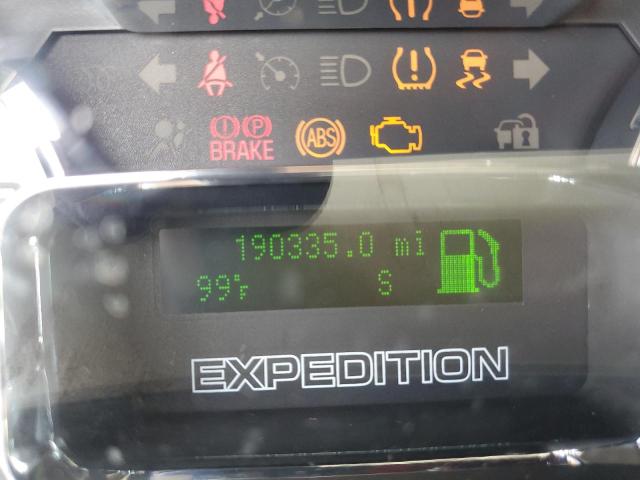 BRAKE
ABS
190335.0 mi
99°F S
EXPEDITION